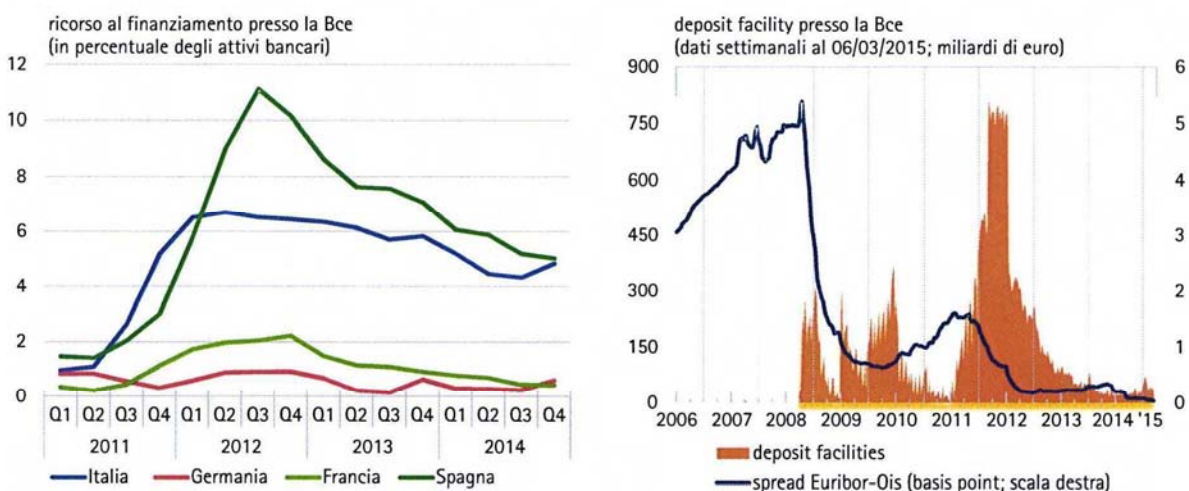 ricorso al finanziamento presso la Bce
(in percentuale degli attivi bancari)
12
10
8
6
4
2
0
Q1 Q2 Q3 Q4 Q1 Q2 Q3 Q4 Q1 Q2 Q3 Q4 Q1 Q2 Q3 Q4
2011 2012 2013 2014
Italia Germania Francia Spagna
deposit facility presso la Bce
(dati settimanali al 06/03/2015; miliardi di euro)
900 6
750 5
600 4
450 3
300 2
150 1
0 0
2006 2007 2008 2009 2010 2011 2012 2013 2014 '15
deposit facilities
spread Euribor-Ois (basis point; scala destra)